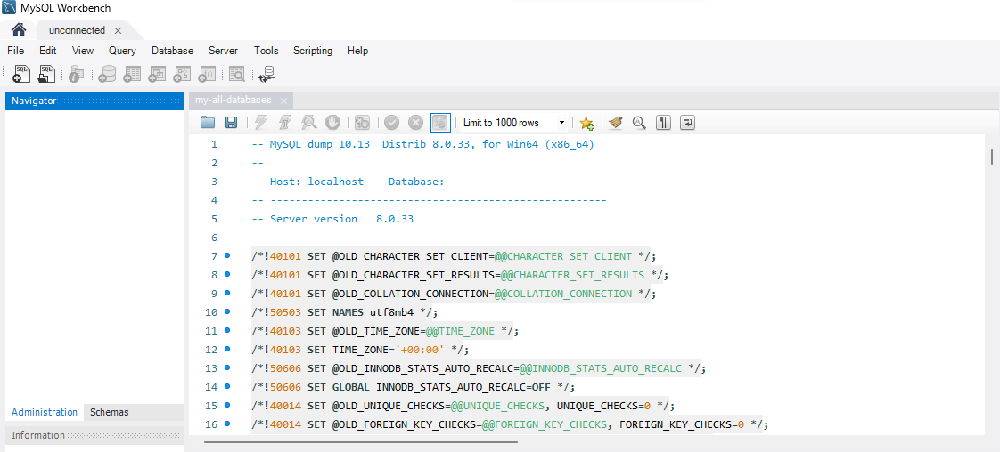 MySQL Workbench
unconnected
File Edit View Query Database Server Tools Scripting Help
SQL SQL
Navigator
my-all-databases
Limit to 1000 rows
1 -- MySQL dump 10.13  Distrib 8.0.33, for Win64 (x86_64)
2 --
3 -- Host: localhost    Database:
4 -- ------------------------------------------------------
5 -- Server version   8.0.33
6
7 /*!40101 SET @OLD_CHARACTER_SET_CLIENT=@@CHARACTER_SET_CLIENT */;
8 /*!40101 SET @OLD_CHARACTER_SET_RESULTS=@@CHARACTER_SET_RESULTS */;
9 /*!40101 SET @OLD_COLLATION_CONNECTION=@@COLLATION_CONNECTION */;
10 /*!50503 SET NAMES utf8mb4 */;
11 /*!40103 SET @OLD_TIME_ZONE=@@TIME_ZONE */;
12 /*!40103 SET TIME_ZONE='+00:00' */;
13 /*!50606 SET @OLD_INNODB_STATS_AUTO_RECALC=@@INNODB_STATS_AUTO_RECALC */;
14 /*!50606 SET GLOBAL INNODB_STATS_AUTO_RECALC=OFF */;
15 /*!40014 SET @OLD_UNIQUE_CHECKS=@@UNIQUE_CHECKS, UNIQUE_CHECKS=0 */;
16 /*!40014 SET @OLD_FOREIGN_KEY_CHECKS=@@FOREIGN_KEY_CHECKS, FOREIGN_KEY_CHECKS=0 */;
Administration Schemas
Information